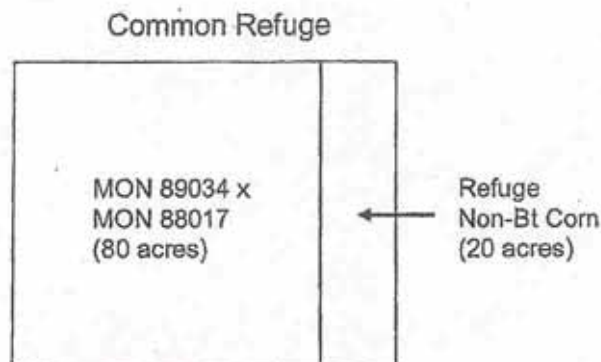 Common Refuge
MON 89034 x
MON 88017
(80 acres)
Refuge
Non-Bt Corn
(20 acres)